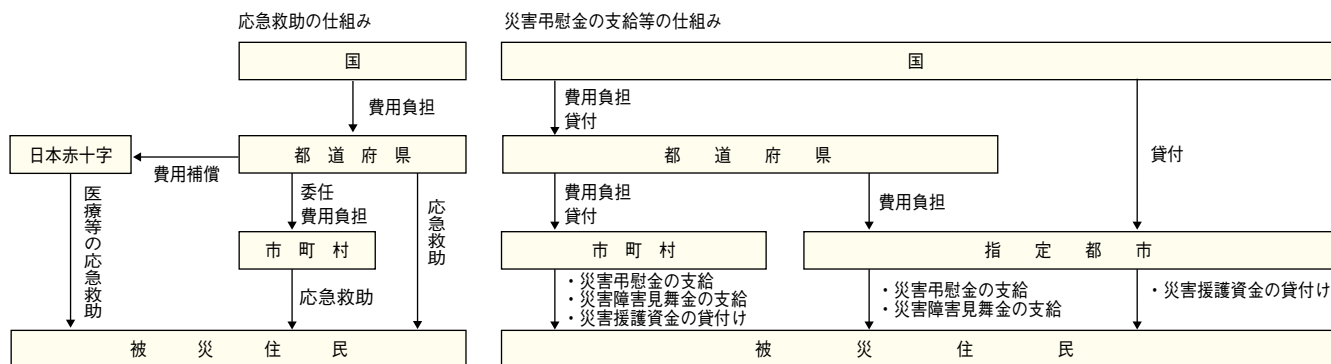 応急救助の仕組み
国
費用負担
日本赤十字
費用補償
都道府県
医療等の応急救助
委任
費用負担
応急救助
市町村
応急救助
被災住民
災害弔慰金の支給等の仕組み
国
費用負担
貸付
都道府県
貸付
費用負担
貸付
費用負担
市町村
指定都市
・災害弔慰金の支給
・災害障害見舞金の支給
・災害援護資金の貸付け
・災害弔慰金の支給
・災害障害見舞金の支給
・災害援護資金の貸付け
被災住民